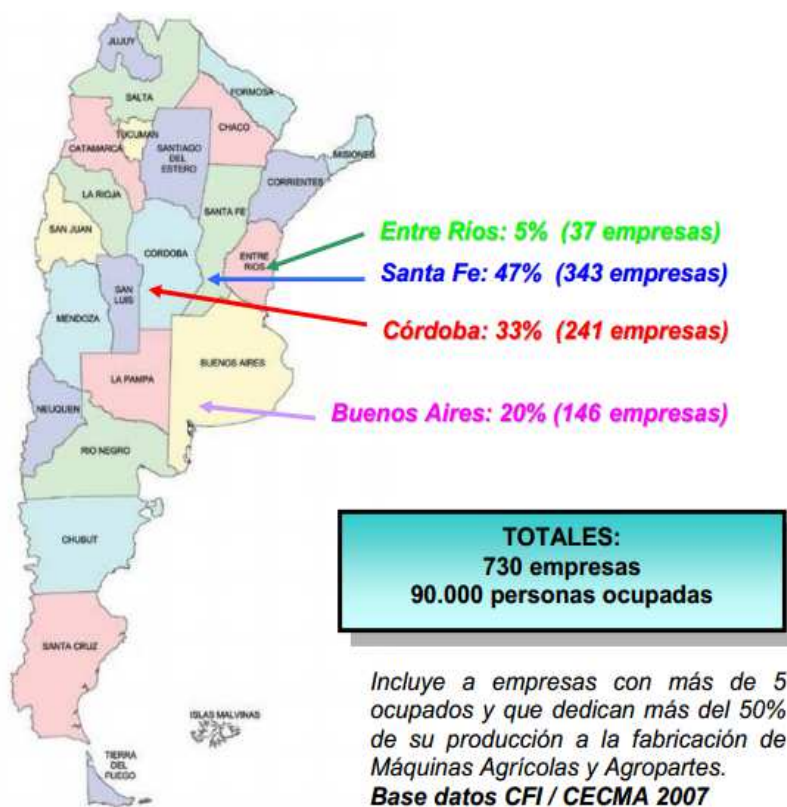 JUJUY
SALTA
FORMOSA
TUCUMAN
CHACO
CATAMARCA
SANTIAGO
DEL
ESTERO
MISIONES
CORRIENTES
LA RIOJA
SANTA FE
SAN JUAN
CORDOBA
ENTRE
RIOS
SAN
LUIS
MENDOZA
BUENOS AIRES
LA PAMPA
NEUQUEN
RIO NEGRO
CHUBUT
SANTA CRUZ
ISLAS MALVINAS
TIERRA
DEL
FUEGO
Entre Ríos: 5% (37 empresas)
Santa Fe: 47% (343 empresas)
Córdoba: 33% (241 empresas)
Buenos Aires: 20% (146 empresas)
TOTALES:
730 empresas
90.000 personas ocupadas
Incluye a empresas con más de 5
ocupados y que dedican más del 50%
de su producción a la fabricación de
Máquinas Agrícolas y Agropartes.
Base datos CFI / CECMA 2007